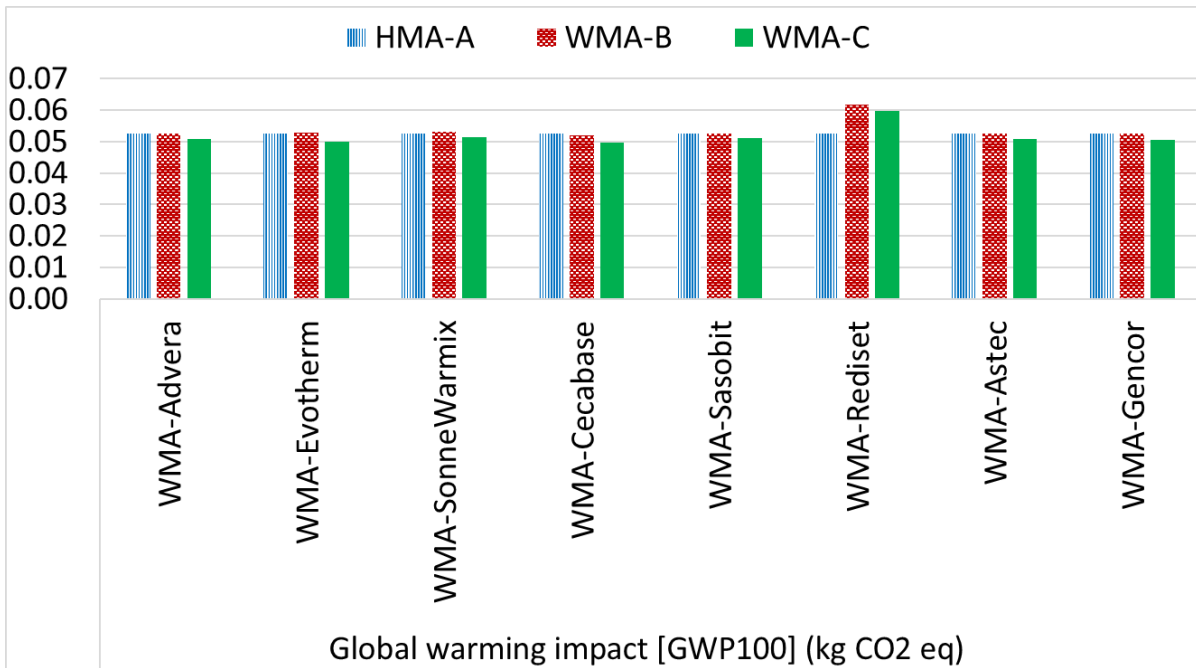 HMA-A WMA-B WMA-C
0.07
0.06
0.05
0.04
0.03
0.02
0.01
0.00
WMA-Advera
WMA-Evotherm
WMA-SonneWarmix
WMA-Cecabase
WMA-Sasobit
WMA-Rediset
WMA-Astec
WMA-Gencor
Global warming impact [GWP100] (kg CO2 eq)